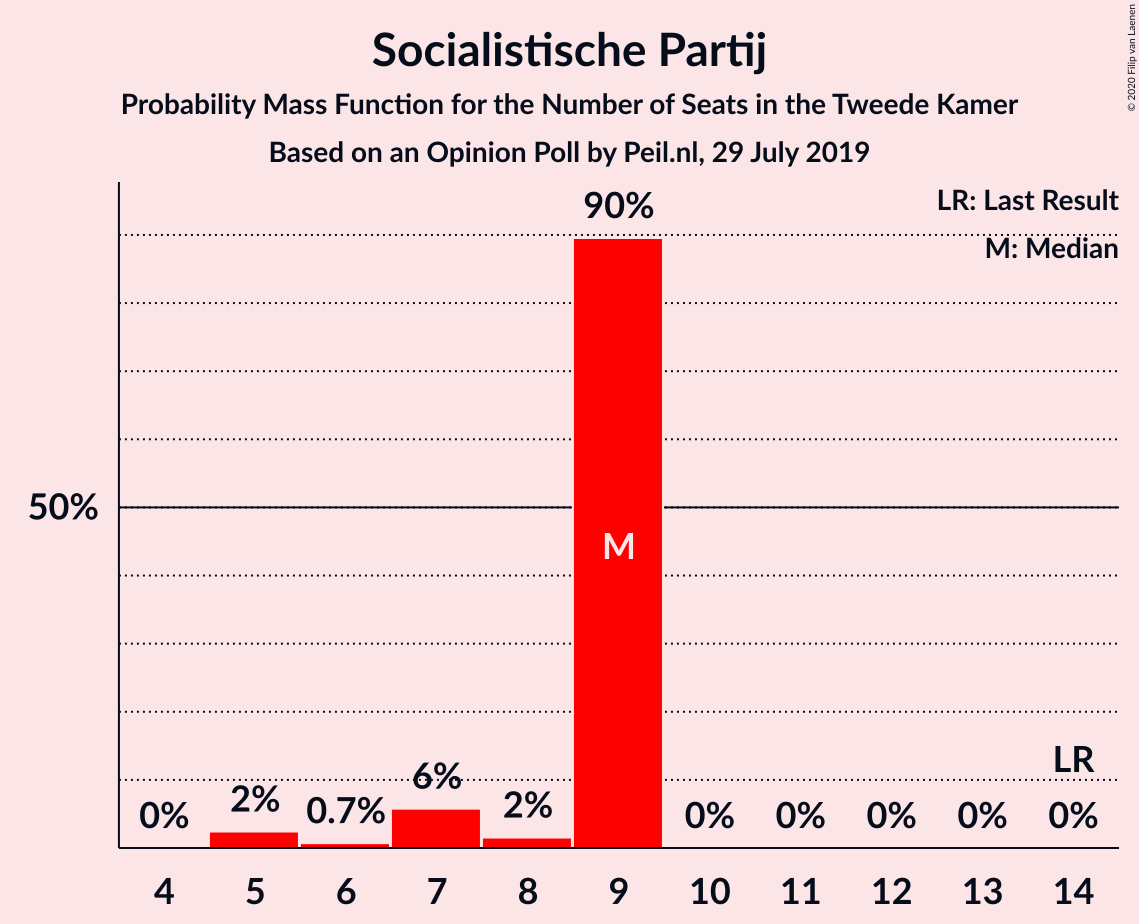 Socialistische Partij
Probability Mass Function for the Number of Seats in the Tweede Kamer
Based on an Opinion Poll by Peil.nl, 29 July 2019
© 2020 Filip van Laenen
LR: Last Result
M: Median
50%
0%
2%
0.7%
6%
2%
90%
M
0%
0%
0%
0%
LR
0%
4 5 6 7 8 9 10 11 12 13 14